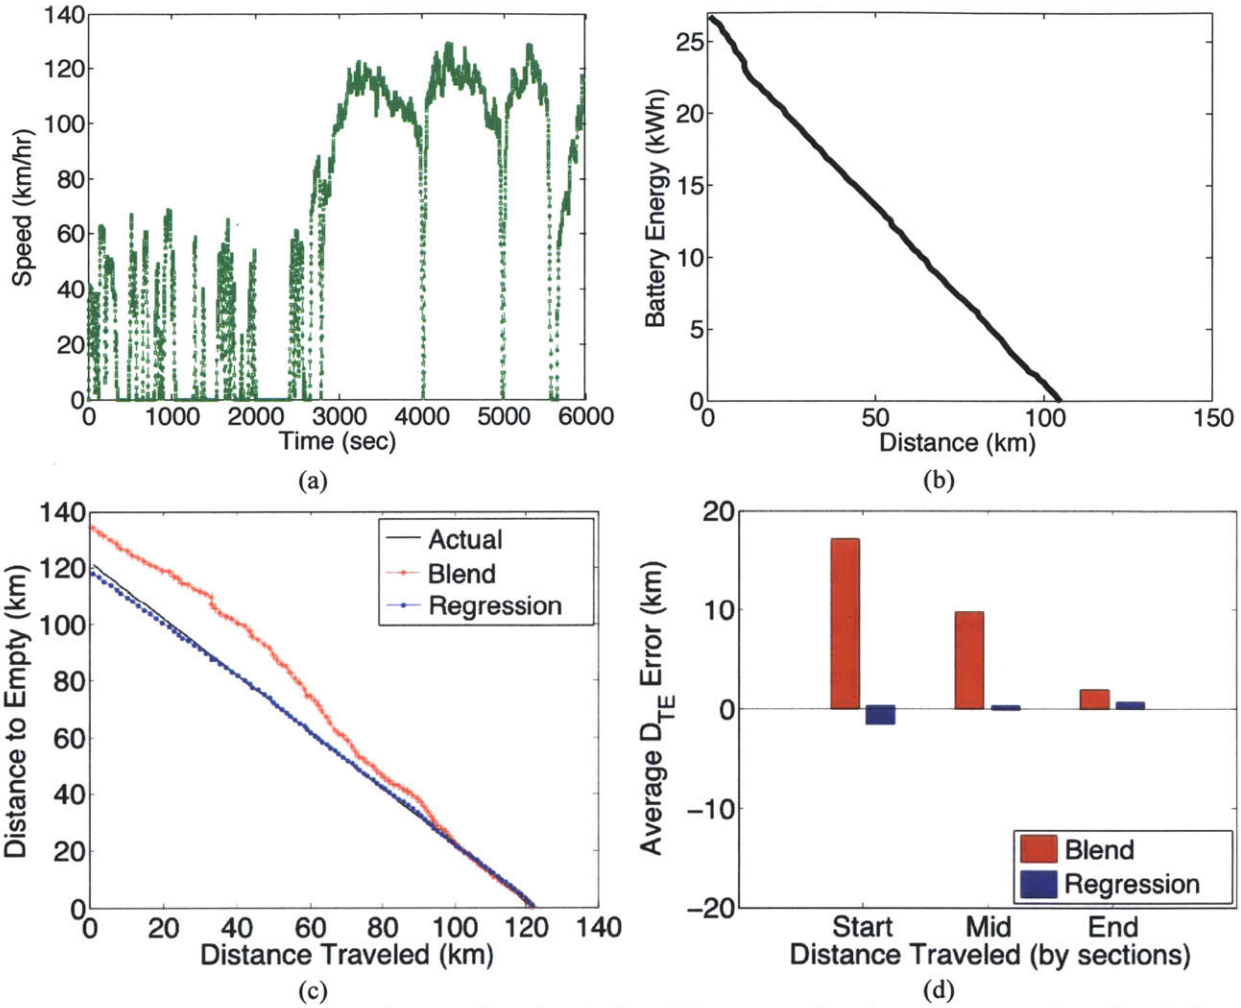 140
120
100
80
60
40
20
0
Speed (km/hr)
0 1000 2000 3000 4000 5000 6000
Time (sec)
(a)
25
20
15
10
5
0
Battery Energy (kWh)
0 50 100 150
Distance (km)
(b)
140
120
100
80
60
40
20
0
Distance to Empty (km)
Actual
Blend
Regression
0 20 40 60 80 100 120 140
Distance Traveled (km)
(c)
20
10
0
−10
−20
Average DTE Error (km)
Blend
Regression
Start Mid End
Distance Traveled (by sections)
(d)